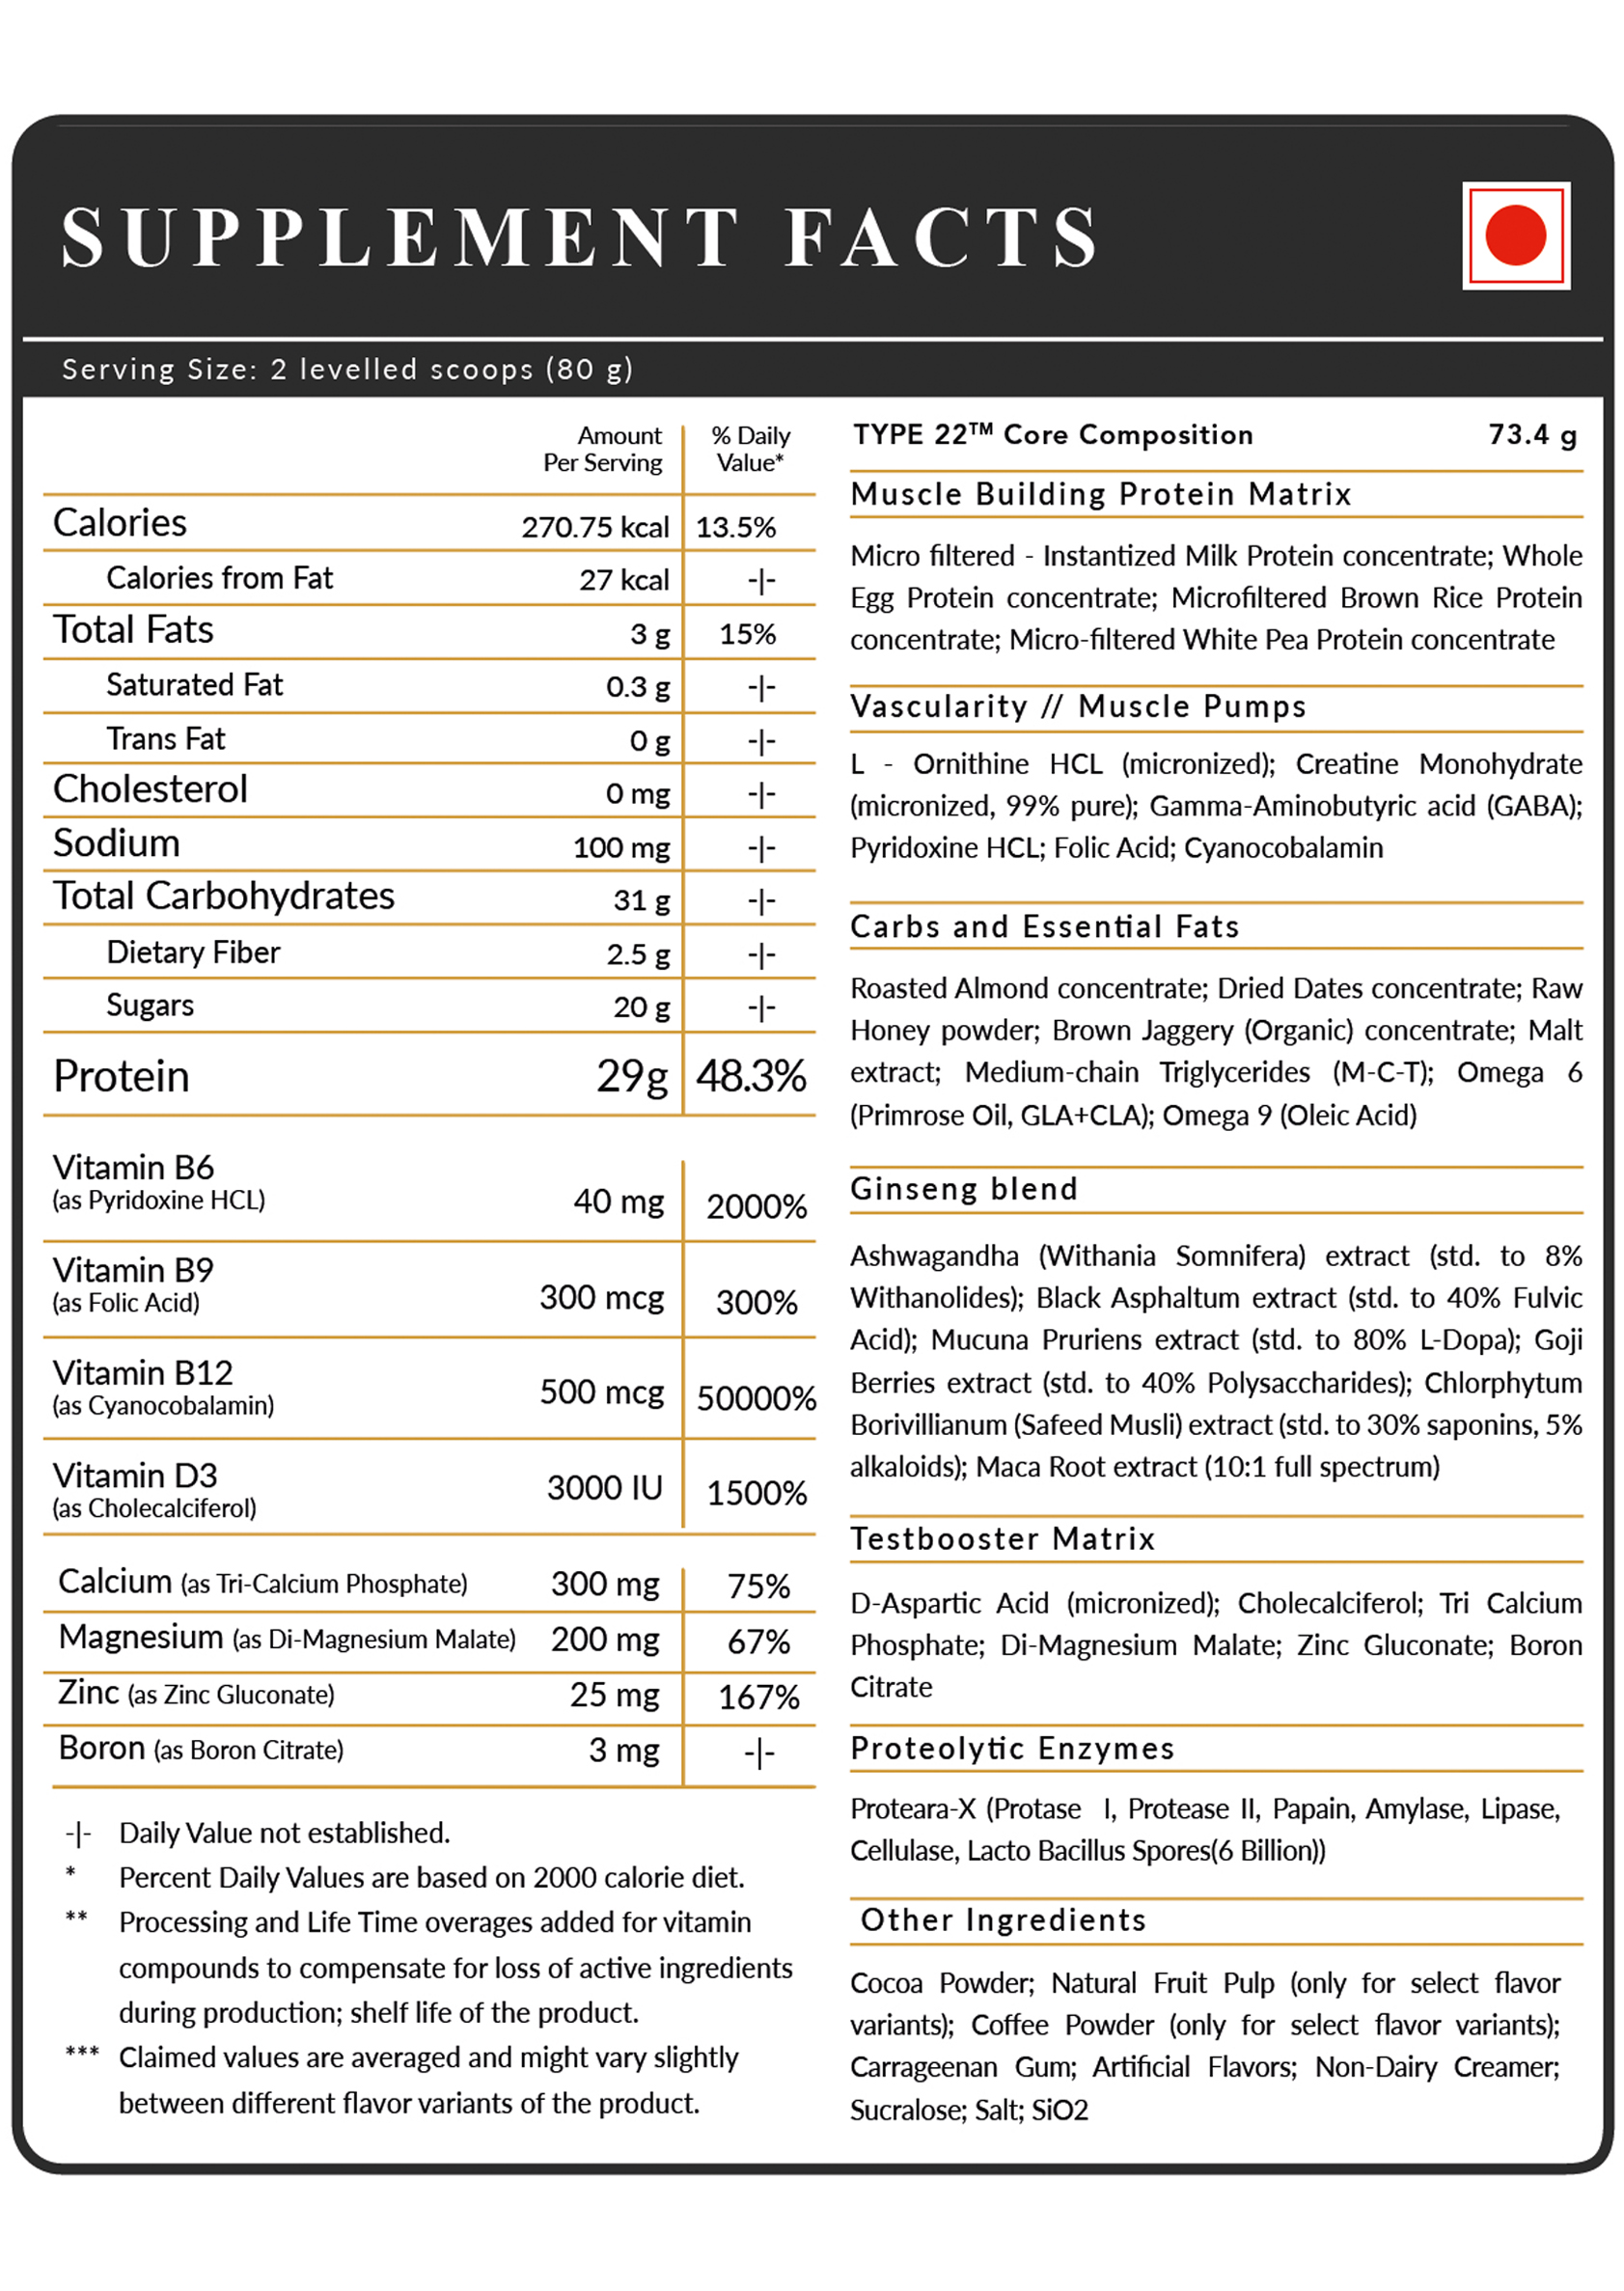 SUPPLEMENT FACTS
Serving Size: 2 levelled scoops (80 g)
Amount Per Serving % Daily Value*
Calories 270.75 kcal 13.5%
Calories from Fat 27 kcal -|-
Total Fats 3 g 15%
Saturated Fat 0.3 g -|-
Trans Fat 0 g -|-
Cholesterol 0 mg -|-
Sodium 100 mg -|-
Total Carbohydrates 31 g -|-
Dietary Fiber 2.5 g -|-
Sugars 20 g -|-
Protein 29g 48.3%
Vitamin B6
(as Pyridoxine HCL) 40 mg 2000%
Vitamin B9
(as Folic Acid) 300 mcg 300%
Vitamin B12
(as Cyanocobalamin) 500 mcg 50000%
Vitamin D3
(as Cholecalciferol) 3000 IU 1500%
Calcium (as Tri-Calcium Phosphate) 300 mg 75%
Magnesium (as Di-Magnesium Malate) 200 mg 67%
Zinc (as Zinc Gluconate) 25 mg 167%
Boron (as Boron Citrate) 3 mg -|-
-|- Daily Value not established.
* Percent Daily Values are based on 2000 calorie diet.
** Processing and Life Time overages added for vitamin
compounds to compensate for loss of active ingredients
during production; shelf life of the product.
*** Claimed values are averaged and might vary slightly
between different flavor variants of the product.
TYPE 22™ Core Composition 73.4 g
Muscle Building Protein Matrix
Micro filtered - Instantized Milk Protein concentrate; Whole
Egg Protein concentrate; Microfiltered Brown Rice Protein
concentrate; Micro-filtered White Pea Protein concentrate
Vascularity // Muscle Pumps
L - Ornithine HCL (micronized); Creatine Monohydrate
(micronized, 99% pure); Gamma-Aminobutyric acid (GABA);
Pyridoxine HCL; Folic Acid; Cyanocobalamin
Carbs and Essential Fats
Roasted Almond concentrate; Dried Dates concentrate; Raw
Honey powder; Brown Jaggery (Organic) concentrate; Malt
extract; Medium-chain Triglycerides (M-C-T); Omega 6
(Primrose Oil, GLA+CLA); Omega 9 (Oleic Acid)
Ginseng blend
Ashwagandha (Withania Somnifera) extract (std. to 8%
Withanolides); Black Asphaltum extract (std. to 40% Fulvic
Acid); Mucuna Pruriens extract (std. to 80% L-Dopa); Goji
Berries extract (std. to 40% Polysaccharides); Chlorphytum
Borivillianum (Safeed Musli) extract (std. to 30% saponins, 5%
alkaloids); Maca Root extract (10:1 full spectrum)
Testbooster Matrix
D-Aspartic Acid (micronized); Cholecalciferol; Tri Calcium
Phosphate; Di-Magnesium Malate; Zinc Gluconate; Boron
Citrate
Proteolytic Enzymes
Proteara-X (Protase I, Protease II, Papain, Amylase, Lipase,
Cellulase, Lacto Bacillus Spores(6 Billion))
Other Ingredients
Cocoa Powder; Natural Fruit Pulp (only for select flavor
variants); Coffee Powder (only for select flavor variants);
Carrageenan Gum; Artificial Flavors; Non-Dairy Creamer;
Sucralose; Salt; SiO2